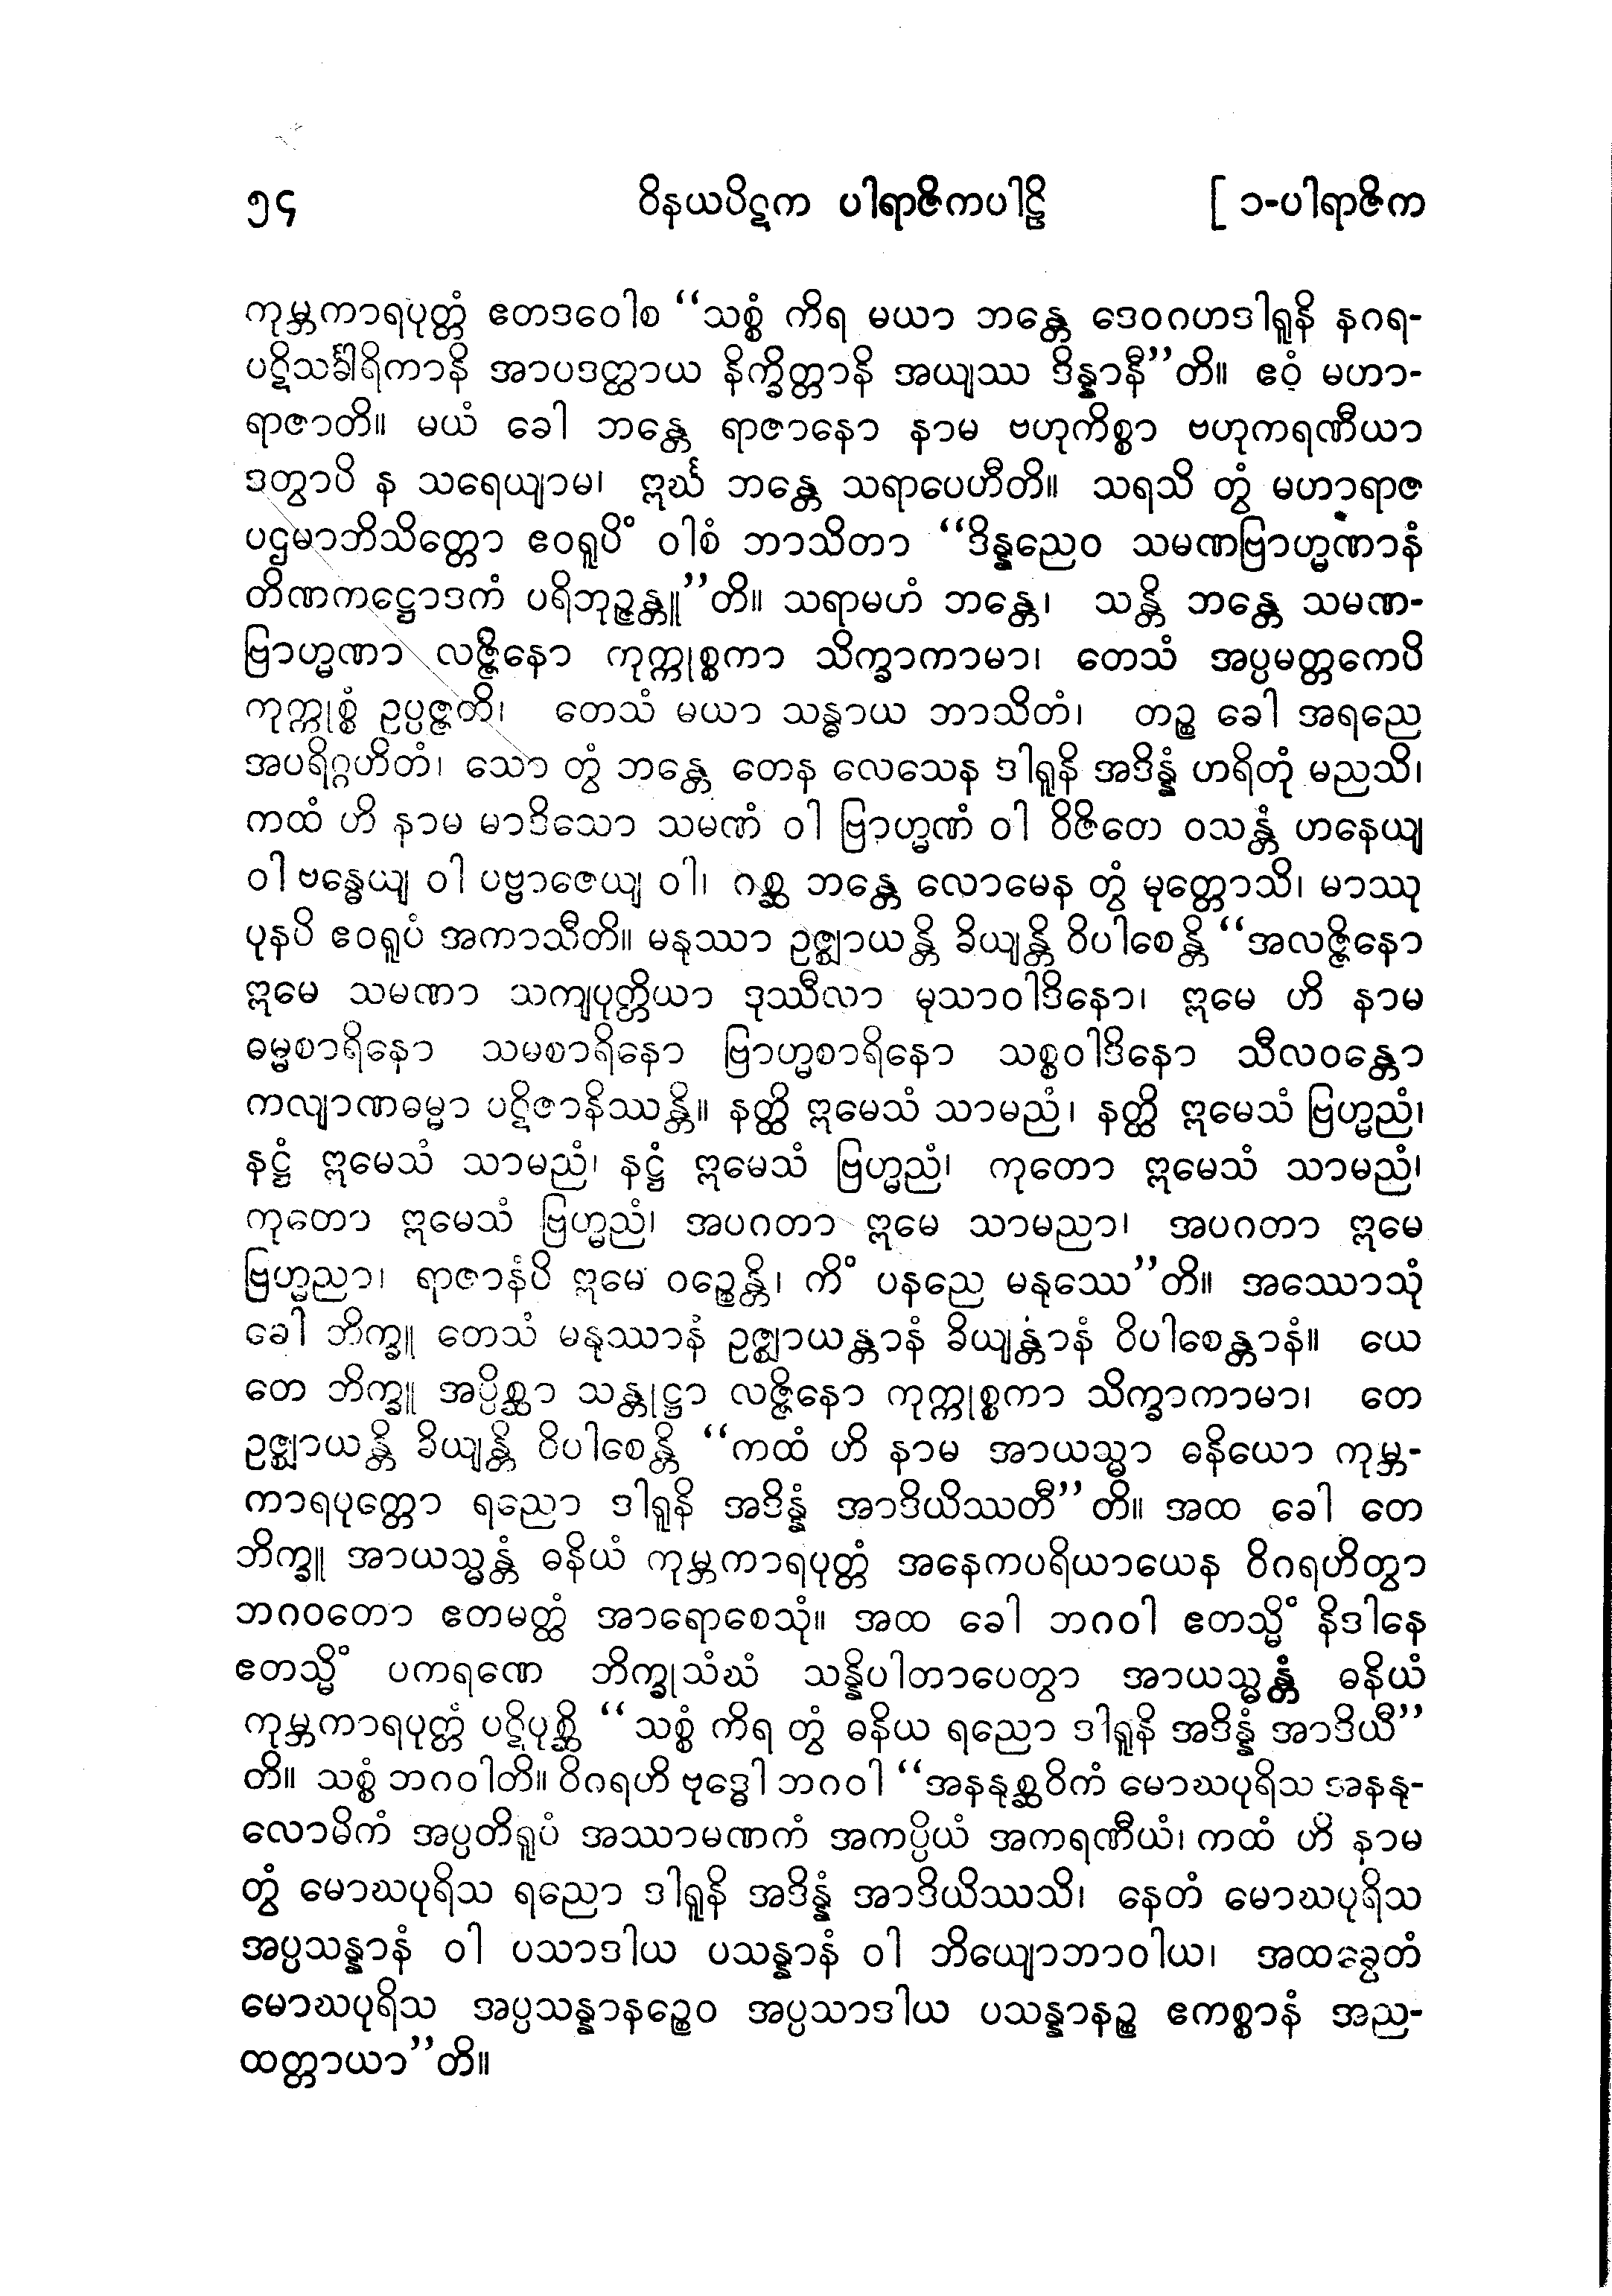 ၅၄ ဝိနယပိဋက ပါရာဇိကပါဠိ [ ၁-ပါရာဇိက
ကုမ္ဘကာရပုတ္တံ ဧတဒဝေါစ “သစ္စံ ကိရ မယာ ဘန္တေ ဒေဝဂဟဒါရူနိ နဂရ-
ပဋိသင်္ခါရိကာနိ အာပဒတ္ထာယ နိက္ခိတ္တာနိ အယျဿ ဒိန္နာနီ”တိ။ ဧဝံ မဟာ-
ရာဇာတိ။ မယံ ခေါ ဘန္တေ ရာဇာနော နာမ ဗဟုကိစ္စာ ဗဟုကရဏီယာ
ဒတွာပိ န သရေယျာမ၊ ဣင်္ဃ ဘန္တေ သရာပေဟီတိ။ သရသိ တွံ မဟာရာဇ
ပဌမာဘိသိတ္တော ဧဝရူပိံ ဝါစံ ဘာသိတာ “ဒိန္နညေဝ သမဏဗြာဟ္မဏာနံ
တိဏကဋ္ဌောဒကံ ပရိဘုဉ္ဇန္တူ”တိ။ သရာမဟံ ဘန္တေ၊ သန္တိ ဘန္တေ သမဏ-
ဗြာဟ္မဏာ လဇ္ဇိနော ကုက္ကုစ္စကာ သိက္ခာကာမာ၊ တေသံ အပ္ပမတ္တကေပိ
ကုက္ကုစ္စံ ဥပ္ပဇ္ဇတိ၊ တေသံ မယာ သန္ဓာယ ဘာသိတံ၊ တဉ္စ ခေါ အရညေ
အပရိဂ္ဂဟိတံ၊ သော တွံ ဘန္တေ တေန လေသေန ဒါရူနိ အဒိန္နံ ဟရိတုံ မညသိ၊
ကထံ ဟိ နာမ မာဒိသော သမဏံ ဝါ ဗြာဟ္မဏံ ဝါ ဝိဇိတေ ဝသန္တံ ဟနေယျ
ဝါ ဗန္ဓေယျ ဝါ ပဗ္ဗာဇေယျ ဝါ၊ ဂစ္ဆ ဘန္တေ လောမေန တွံ မုတ္တောသိ၊ မာဿု
ပုနပိ ဧဝရူပံ အကာသီတိ။ မနုဿာ ဥဇ္ဈာယန္တိ ခိယျန္တိ ဝိပါစေန္တိ “အလဇ္ဇိနော
ဣမေ သမဏာ သကျပုတ္တိယာ ဒုဿီလာ မုသာဝါဒိနော၊ ဣမေ ဟိ နာမ
ဓမ္မစာရိနော သမစာရိနော ဗြာဟ္မစာရိနော သစ္စဝါဒိနော သီလဝန္တော
ကလျာဏဓမ္မာ ပဋိဇာနိဿန္တိ။ နတ္ထိ ဣမေသံ သာမညံ၊ နတ္ထိ ဣမေသံ ဗြဟ္မညံ၊
နဋ္ဌံ ဣမေသံ သာမညံ၊ နဋ္ဌံ ဣမေသံ ဗြဟ္မညံ၊ ကုတော ဣမေသံ သာမညံ၊
ကုတော ဣမေသံ ဗြဟ္မညံ၊ အပဂတာ ဣမေ သာမညာ၊ အပဂတာ ဣမေ
ဗြဟ္မညာ၊ ရာဇာနံပိ ဣမေ ဝဉ္စေန္တိ၊ ကိံ ပနညေ မနုဿေ”တိ။ အဿောသုံ
ခေါ ဘိက္ခူ တေသံ မနုဿာနံ ဥဇ္ဈာယန္တာနံ ခိယျန္တာနံ ဝိပါစေန္တာနံ။ ယေ
တေ ဘိက္ခူ အပ္ပိစ္ဆာ သန္တုဋ္ဌာ လဇ္ဇိနော ကုက္ကုစ္စကာ သိက္ခာကာမာ၊ တေ
ဥဇ္ဈာယန္တိ ခိယျန္တိ ဝိပါစေန္တိ “ကထံ ဟိ နာမ အာယသ္မာ ဓနိယော ကုမ္ဘ-
ကာရပုတ္တော ရညော ဒါရူနိ အဒိန္နံ အာဒိယိဿတီ”တိ။ အထ ခေါ တေ
ဘိက္ခူ အာယသ္မန္တံ ဓနိယံ ကုမ္ဘကာရပုတ္တံ အနေကပရိယာယေန ဝိဂရဟိတွာ
ဘဂဝတော ဧတမတ္ထံ အာရောစေသုံ။ အထ ခေါ ဘဂဝါ ဧတသ္မိံ နိဒါနေ
ဧတသ္မိံ ပကရဏေ ဘိက္ခုသံဃံ သန္နိပါတာပေတွာ အာယသ္မန္တံ ဓနိယံ
ကုမ္ဘကာရပုတ္တံ ပဋိပုစ္ဆိ “သစ္စံ ကိရ တွံ ဓနိယ ရညော ဒါရူနိ အဒိန္နံ အာဒိယီ”
တိ။ သစ္စံ ဘဂဝါတိ။ ဝိဂရဟိ ဗုဒ္ဓေါ ဘဂဝါ “အနနုစ္ဆဝိကံ မောဃပုရိသ အနနု-
လောမိကံ အပ္ပတိရူပံ အဿာမဏကံ အကပ္ပိယံ အကရဏီယံ၊ ကထံ ဟိ နာမ
တွံ မောဃပုရိသ ရညော ဒါရူနိ အဒိန္နံ အာဒိယိဿသိ၊ နေတံ မောဃပုရိသ
အပ္ပသန္နာနံ ဝါ ပသာဒါယ ပသန္နာနံ ဝါ ဘိယျောဘာဝါယ၊ အထခွေတံ
မောဃပုရိသ အပ္ပသန္နာနဉ္စေဝ အပ္ပသာဒါယ ပသန္နာနဉ္စ ဧကစ္စာနံ အည-
ထတ္တာယာ”တိ။